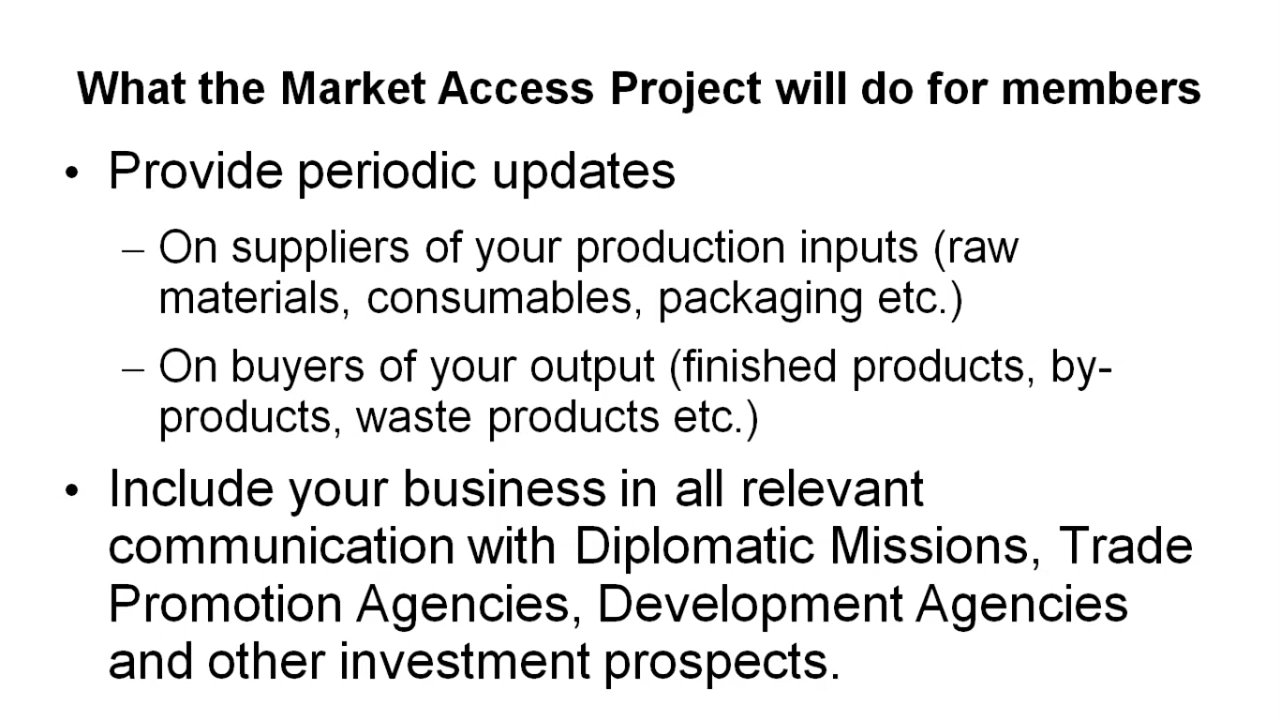 What the Market Access Project will do for members
• Provide periodic updates
– On suppliers of your production inputs (raw
materials, consumables, packaging etc.)
– On buyers of your output (finished products, by-
products, waste products etc.)
• Include your business in all relevant
communication with Diplomatic Missions, Trade
Promotion Agencies, Development Agencies
and other investment prospects.